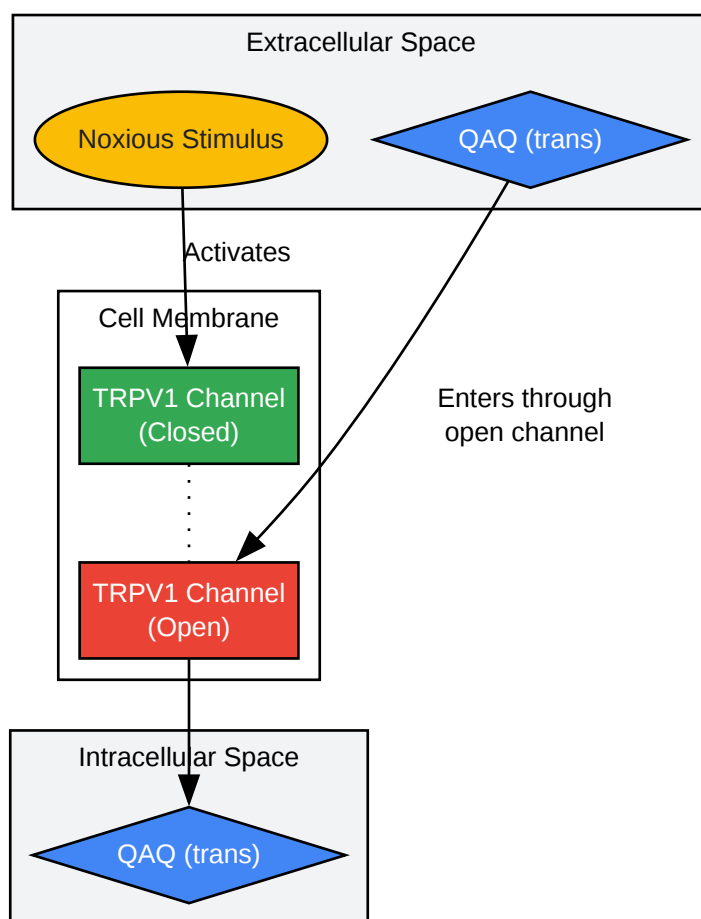 Extracellular Space
Noxious Stimulus
QAQ (trans)
Activates
Cell Membrane
TRPV1 Channel
(Closed)
Enters through
open channel
TRPV1 Channel
(Open)
Intracellular Space
QAQ (trans)